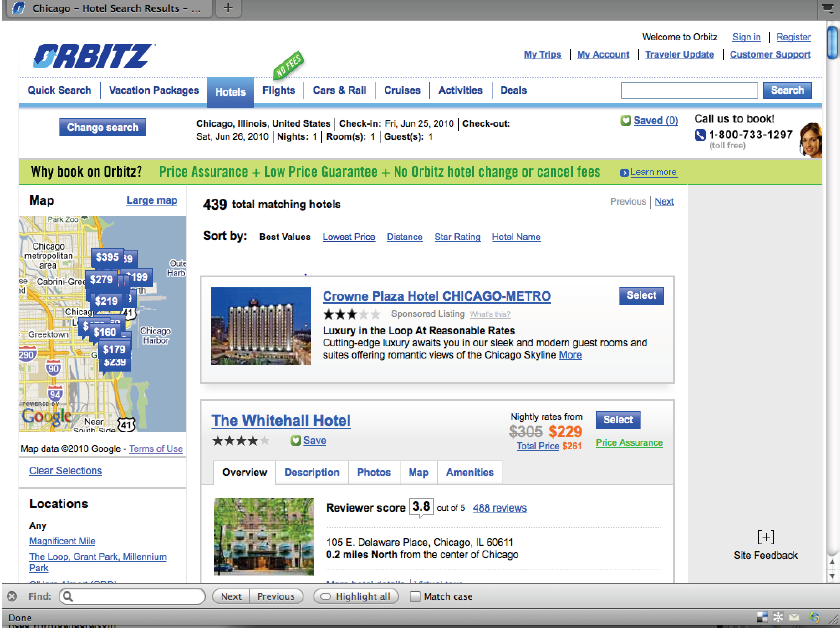 Chicago – Hotel Search Results – ...
Welcome to Orbitz Sign in Register
ORBITZ
My Trips My Account Traveler Update Customer Support
NO FEES
Quick Search Vacation Packages Hotels Flights Cars & Rail Cruises Activities Deals Search
Change search
Chicago, Illinois, United States Check-in: Fri, Jun 25, 2010 Check-out:
Sat, Jun 26, 2010 Nights: 1 Room(s): 1 Guest(s): 1
Saved (0)
Call us to book!
1-800-733-1297
(toll free)
Why book on Orbitz? Price Assurance + Low Price Guarantee + No Orbitz hotel change or cancel fees Learn more
Map Large map
Park Zoo
Chicago
metropolitan
area
Cabrini-Gre
Greektown
Chicago
Harbor
$395
$279
$199
$219
$160
$179
$239
290
90
94
41
41
POWERED BY
Google
Near
South Side
Map data ©2010 Google - Terms of Use
Clear Selections
Locations
Any
Magnificent Mile
The Loop, Grant Park, Millennium
Park
439 total matching hotels
Previous Next
Sort by: Best Values Lowest Price Distance Star Rating Hotel Name
Crowne Plaza Hotel CHICAGO-METRO
Select
Sponsored Listing What's this?
Luxury in the Loop At Reasonable Rates
Cutting-edge luxury awaits you in our sleek and modern guest rooms and
suites offering romantic views of the Chicago Skyline More
The Whitehall Hotel
Save
Nightly rates from
$305 $229
Total Price $261
Select
Price Assurance
Overview Description Photos Map Amenities
Reviewer score 3.8 out of 5 488 reviews
105 E. Delaware Place, Chicago, IL 60611
0.2 miles North from the center of Chicago
[+]
Site Feedback
Find: Next Previous Highlight all Match case
Done